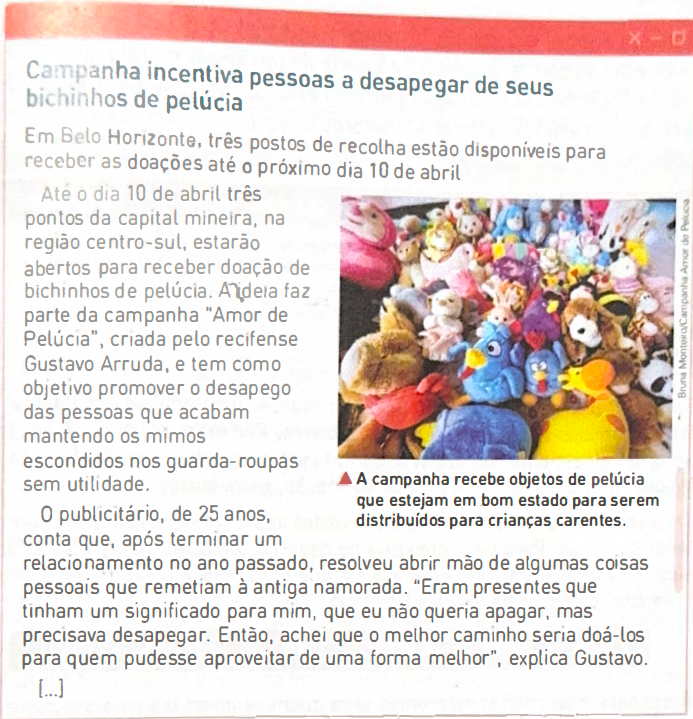 Campanha incentiva pessoas a desapegar de seus
bichinhos de pelúcia
Em Belo Horizonte, três postos de recolha estão disponíveis para
receber as doações até o próximo dia 10 de abril
Até o dia 10 de abril três
pontos da capital mineira, na
região centro-sul, estarão
abertos para receber doação de
bichinhos de pelúcia. A ideia faz
parte da campanha “Amor de
Pelúcia”, criada pelo recifense
Gustavo Arruda, e tem como
objetivo promover o desapego
das pessoas que acabam
mantendo os mimos
escondidos nos guarda-roupas
sem utilidade.
Bruna Monteiro/Campanha Amor de Pelúcia
A campanha recebe objetos de pelúcia
que estejam em bom estado para serem
distribuídos para crianças carentes.
O publicitário, de 25 anos,
conta que, após terminar um
relacionamento no ano passado, resolveu abrir mão de algumas coisas
pessoais que remetiam à antiga namorada. “Eram presentes que
tinham um significado para mim, que eu não queria apagar, mas
precisava desapegar. Então, achei que o melhor caminho seria doá-los
para quem pudesse aproveitar de uma forma melhor”, explica Gustavo.
[...]